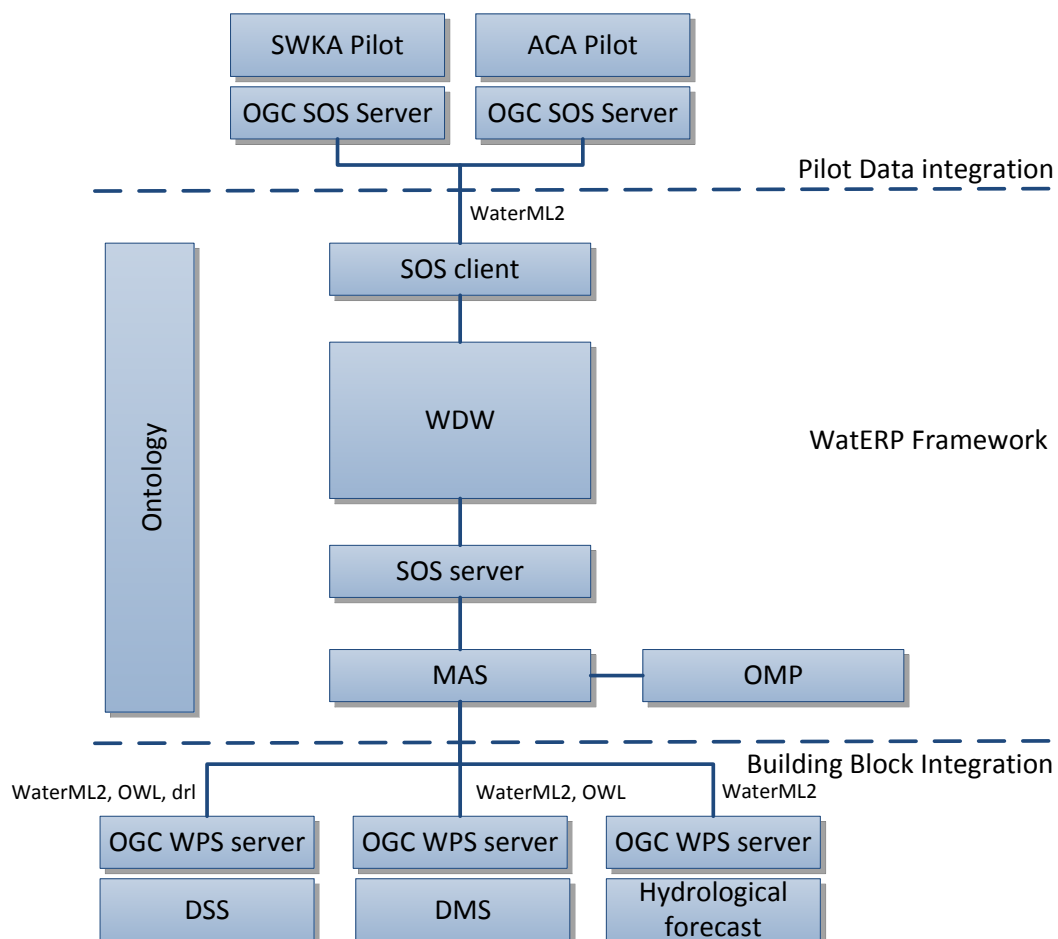 SWKA Pilot
ACA Pilot
OGC SOS Server
OGC SOS Server
Pilot Data integration
WaterML2
SOS client
WDW
Ontology
WatERP Framework
SOS server
MAS
OMP
Building Block Integration
WaterML2, OWL, drl
WaterML2, OWL
WaterML2
OGC WPS server
OGC WPS server
OGC WPS server
DSS
DMS
Hydrological
forecast